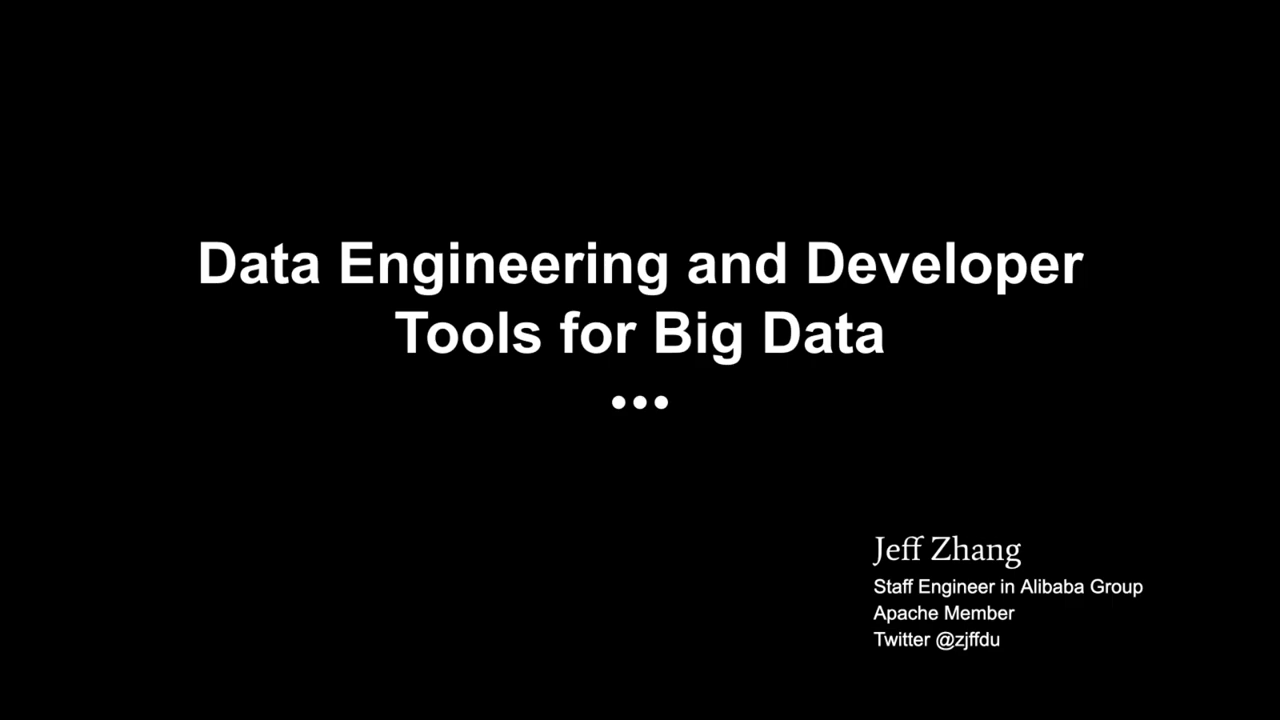 Data Engineering and Developer
Tools for Big Data
Jeff Zhang
Staff Engineer in Alibaba Group
Apache Member
Twitter @zjffdu